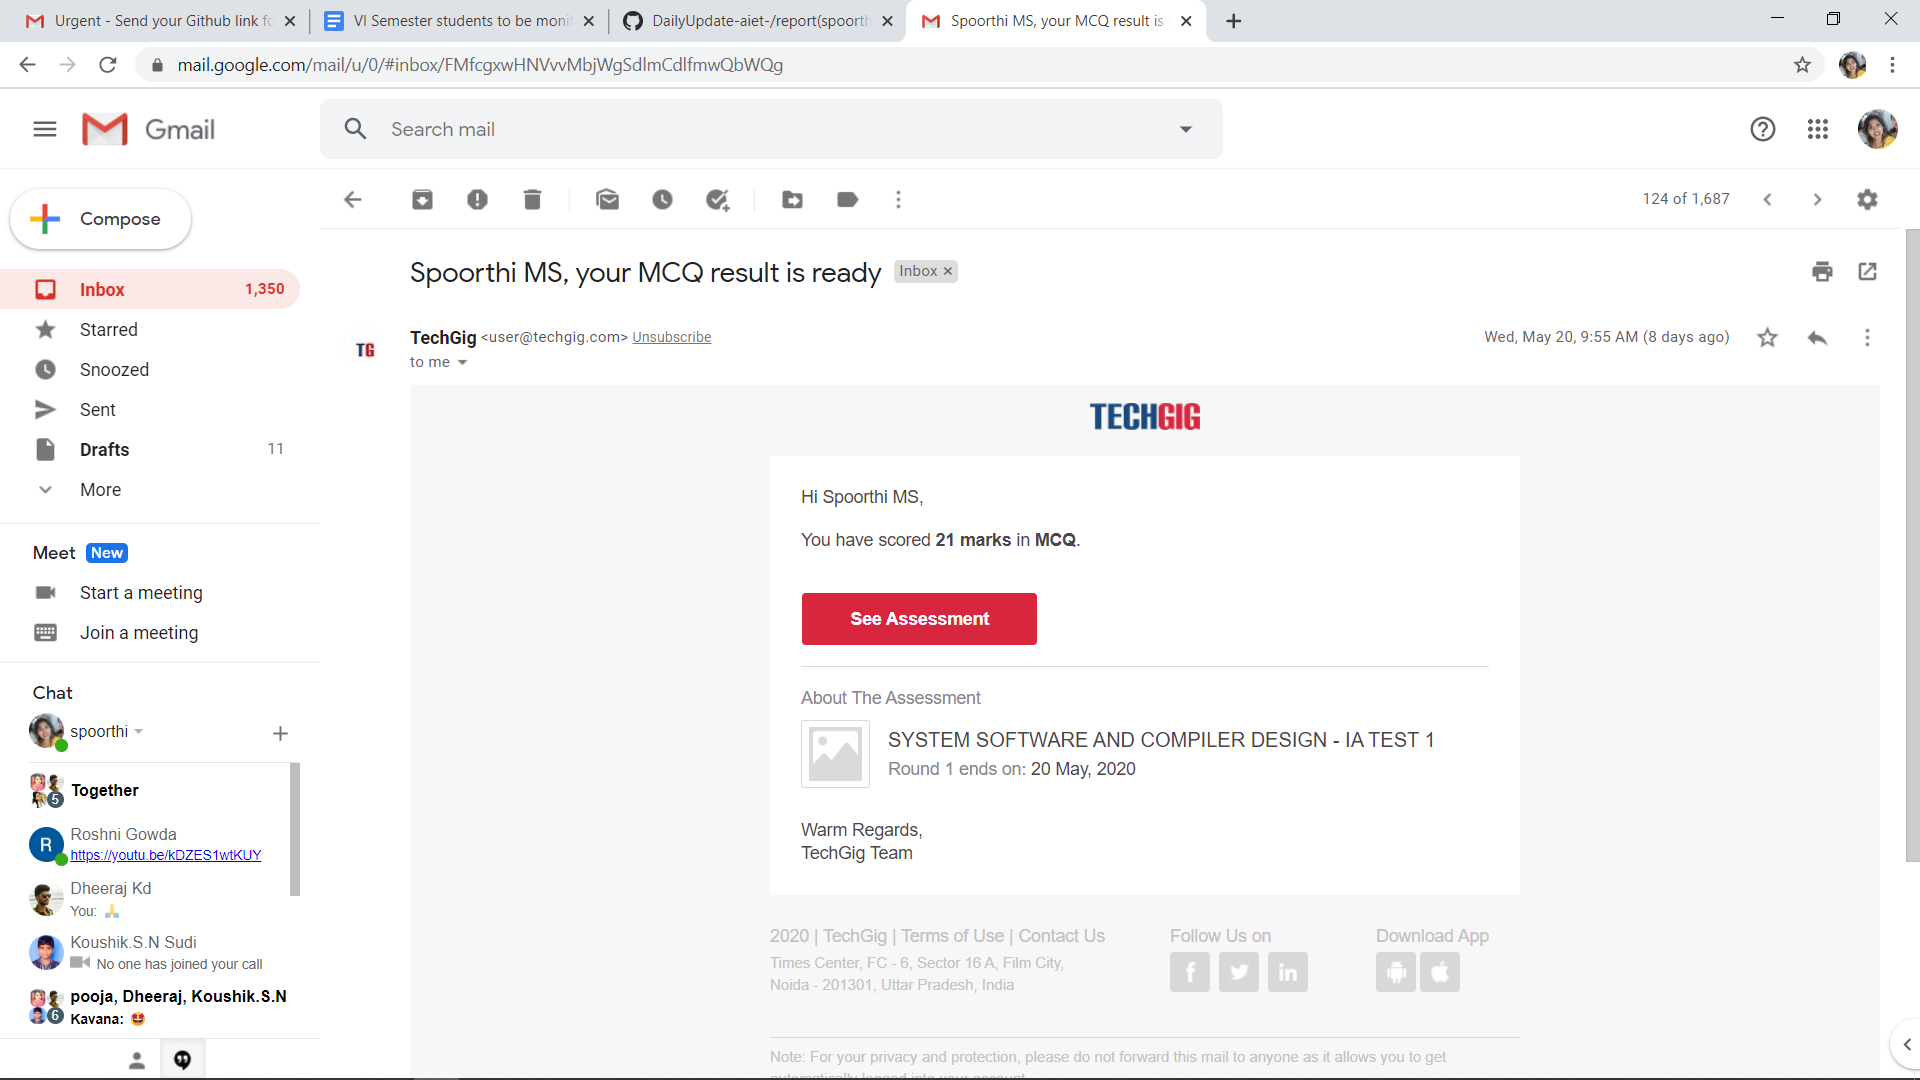 Urgent - Send your Github link fo
VI Semester students to be moni
DailyUpdate-aiet-/report(spoorth
Spoorthi MS, your MCQ result is
mail.google.com/mail/u/0/#inbox/FMfcgxwHNVvvMbjWgSdlmCdlfmwQbWQg
Gmail
Search mail
Compose
124 of 1,687
Inbox 1,350
Starred
Snoozed
Sent
Drafts 11
More
Meet New
Start a meeting
Join a meeting
Chat
spoorthi
5 Together
R Roshni Gowda
https://youtu.be/kDZES1wtKUY
Dheeraj Kd
You: 🙏
Koushik.S.N Sudi
No one has joined your call
6 pooja, Dheeraj, Koushik.S.N
Kavana: 🤩
Spoorthi MS, your MCQ result is ready Inbox ×
TG TechGig <user@techgig.com> Unsubscribe
Wed, May 20, 9:55 AM (8 days ago)
to me
TECHGIG
Hi Spoorthi MS,
You have scored 21 marks in MCQ.
See Assessment
About The Assessment
SYSTEM SOFTWARE AND COMPILER DESIGN - IA TEST 1
Round 1 ends on: 20 May, 2020
Warm Regards,
TechGig Team
2020 | TechGig | Terms of Use | Contact Us
Times Center, FC - 6, Sector 16 A, Film City,
Noida - 201301, Uttar Pradesh, India
Follow Us on
Download App
Note: For your privacy and protection, please do not forward this mail to anyone as it allows you to get
automatically logged into your account.